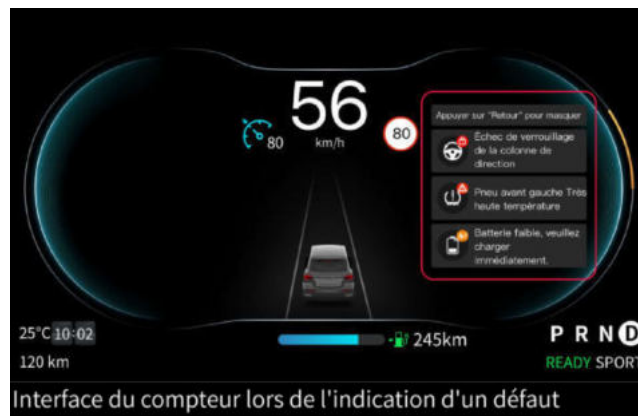 56
km/h
80
80
Appuyer sur "Retour" pour masquer
Échec de verrouillage
de la colonne de
direction
Pneu avant gauche Très
haute température
Batterie faible, veuillez
charger
immédiatement.
25°C 10:02
120 km
245km
P R N D
READY SPORT
Interface du compteur lors de l'indication d'un défaut